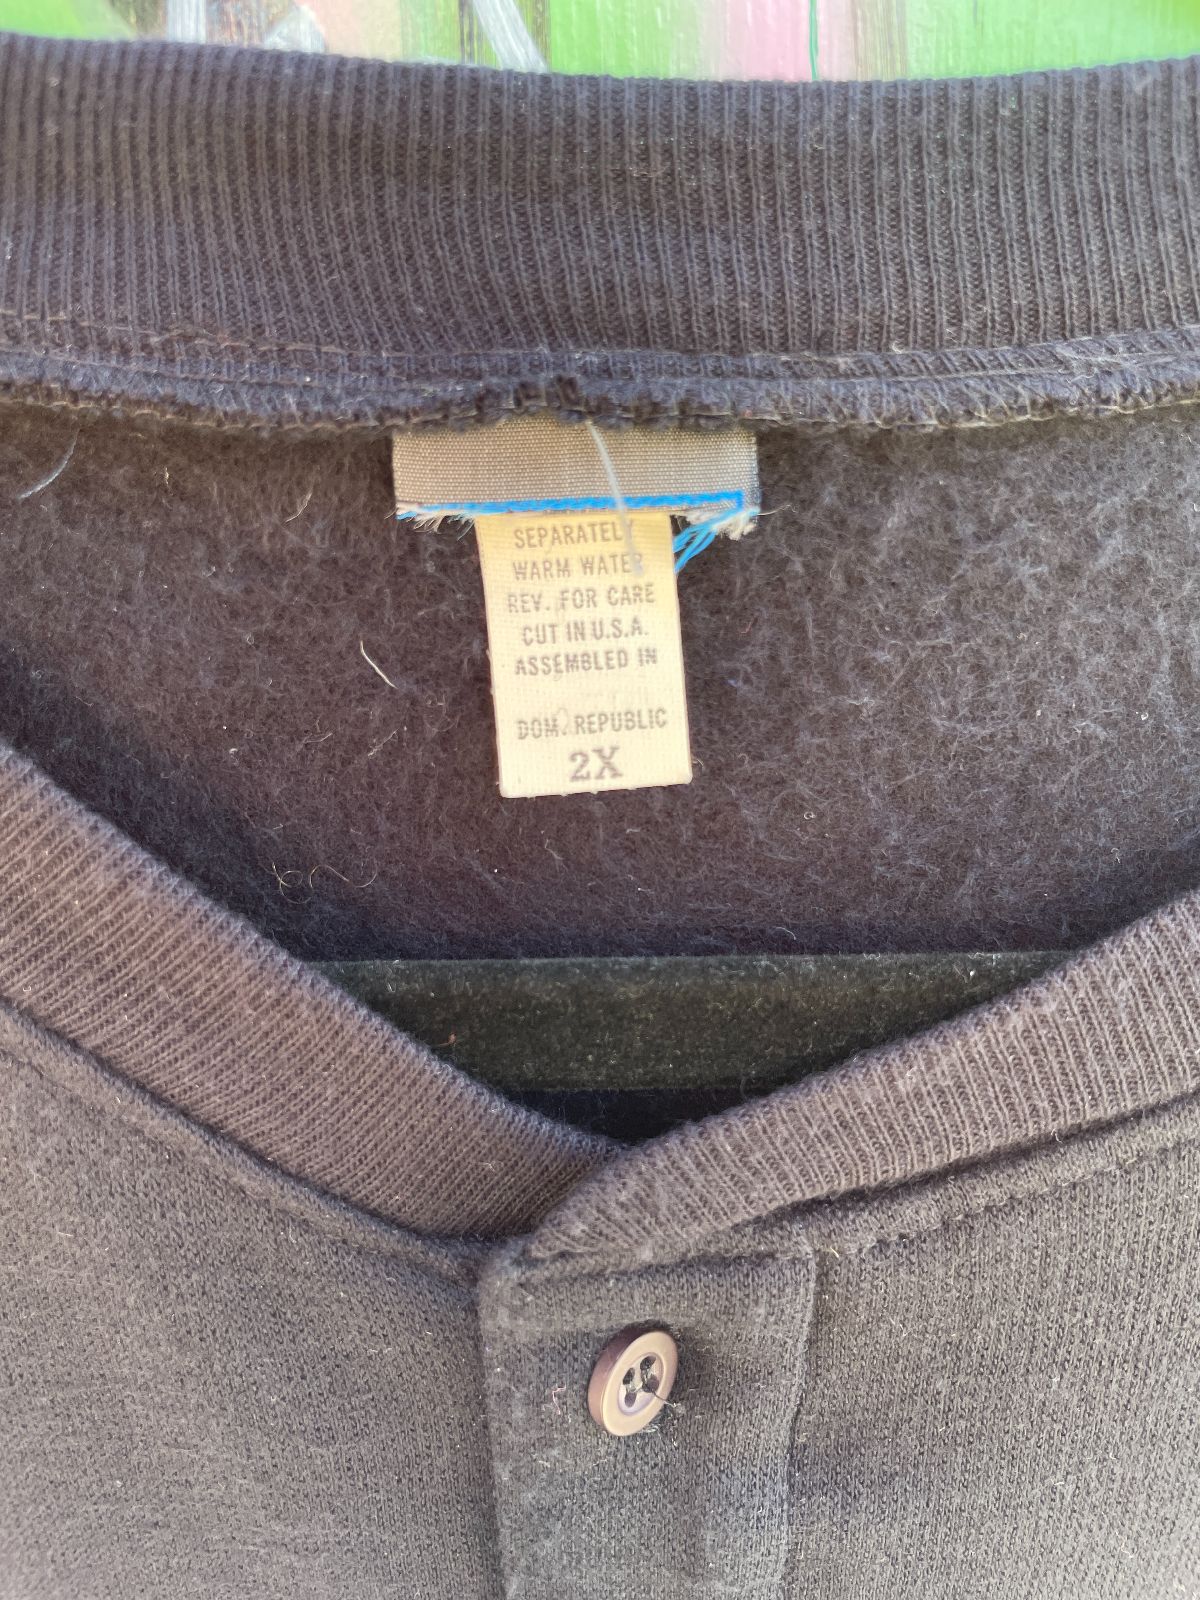 SEPARATELY
WARM WATER
REV. FOR CARE
CUT IN U.S.A.
ASSEMBLED IN
DOM. REPUBLIC
2X